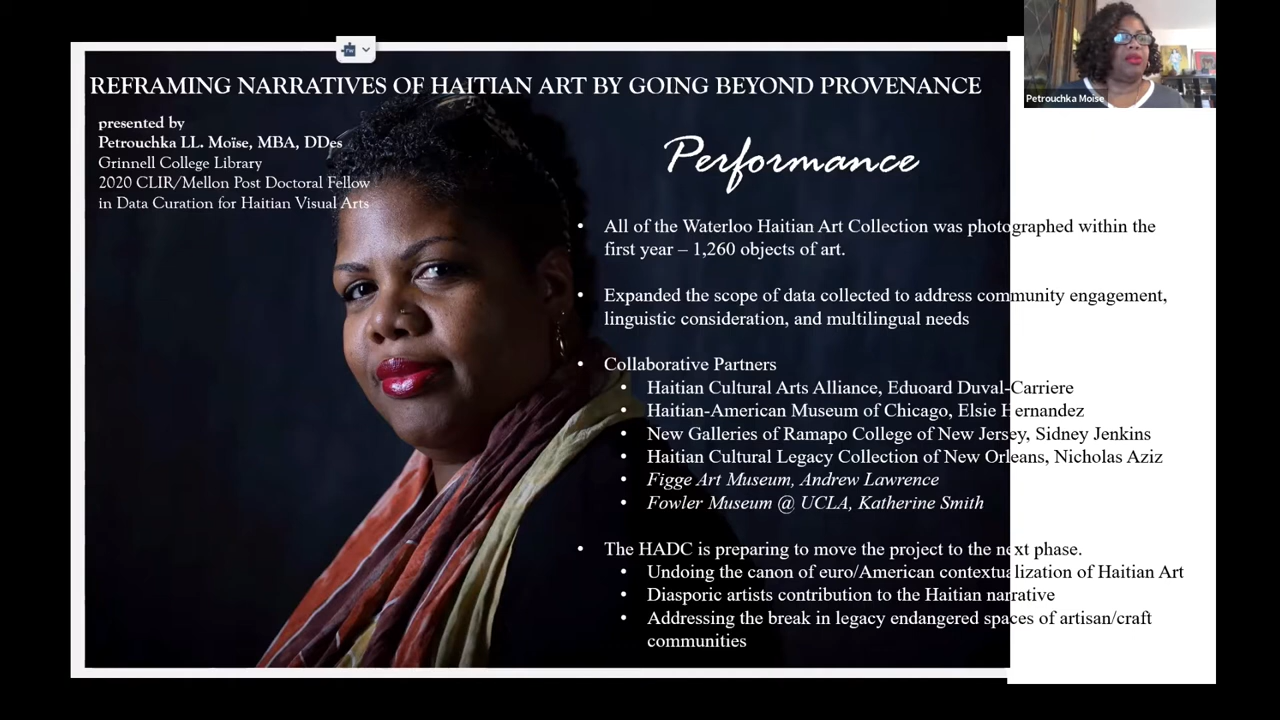 REFRAMING NARRATIVES OF HAITIAN ART BY GOING BEYOND PROVENANCE
presented by
Petrouchka LL. Moïse, MBA, DDes
Grinnell College Library
2020 CLIR/Mellon Post Doctoral Fellow
in Data Curation for Haitian Visual Arts
Performance
• All of the Waterloo Haitian Art Collection was photographed within the
first year – 1,260 objects of art.
• Expanded the scope of data collected to address community engagement,
linguistic consideration, and multilingual needs
• Collaborative Partners
• Haitian Cultural Arts Alliance, Eduoard Duval-Carriere
• Haitian-American Museum of Chicago, Elsie Hernandez
• New Galleries of Ramapo College of New Jersey, Sidney Jenkins
• Haitian Cultural Legacy Collection of New Orleans, Nicholas Aziz
• Figge Art Museum, Andrew Lawrence
• Fowler Museum @ UCLA, Katherine Smith
• The HADC is preparing to move the project to the next phase.
• Undoing the canon of euro/American contextualization of Haitian Art
• Diasporic artists contribution to the Haitian narrative
• Addressing the break in legacy endangered spaces of artisan/craft
communities
Petrouchka Moise